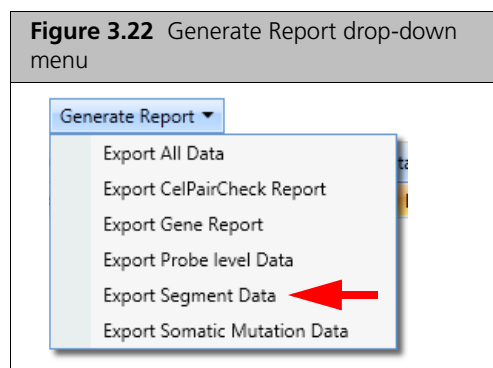 Figure 3.22 Generate Report drop-down
menu
Generate Report
Export All Data
Export CelPairCheck Report
Export Gene Report
Export Probe level Data
Export Segment Data
Export Somatic Mutation Data